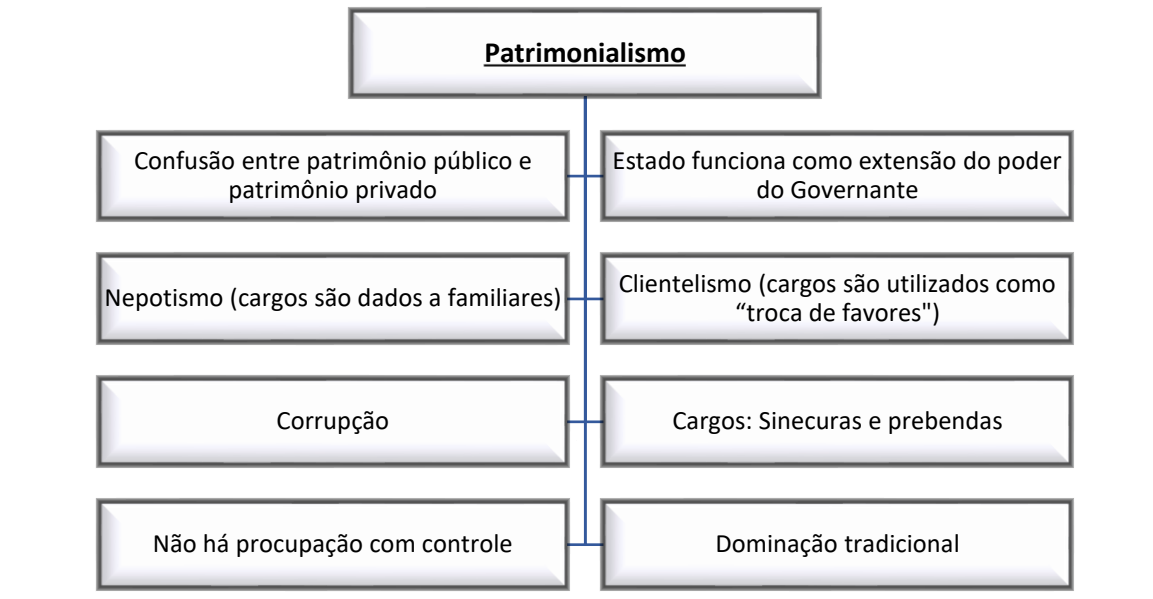 Patrimonialismo
Confusão entre patrimônio público e
patrimônio privado
Estado funciona como extensão do poder
do Governante
Nepotismo (cargos são dados a familiares)
Clientelismo (cargos são utilizados como
“troca de favores")
Corrupção
Cargos: Sinecuras e prebendas
Não há procupação com controle
Dominação tradicional